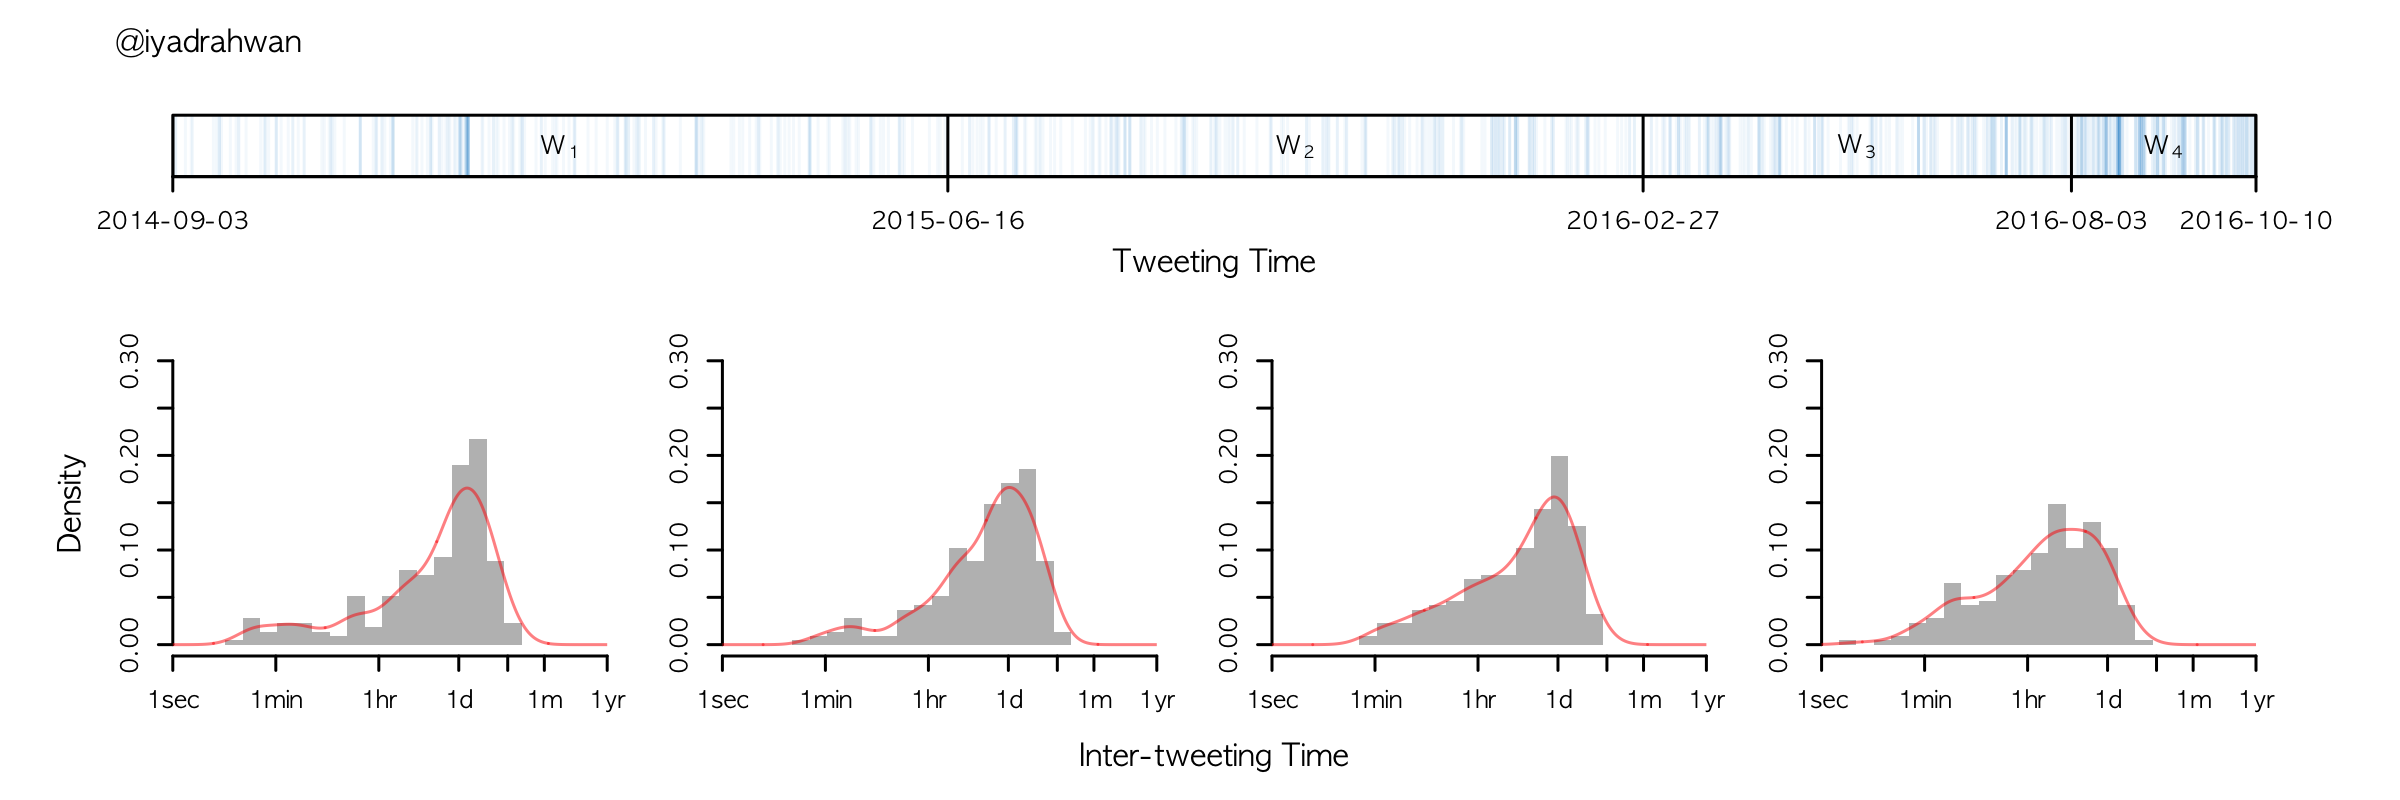 @iyadrahwan
W1 W2 W3 W4
2014-09-03 2015-06-16 2016-02-27 2016-08-03 2016-10-10
Tweeting Time
Density
0.30 0.30 0.30 0.30
0.20 0.20 0.20 0.20
0.10 0.10 0.10 0.10
0.00 0.00 0.00 0.00
1sec 1min 1hr 1d 1m 1yr 1sec 1min 1hr 1d 1m 1yr 1sec 1min 1hr 1d 1m 1yr 1sec 1min 1hr 1d 1m 1yr
Inter-tweeting Time